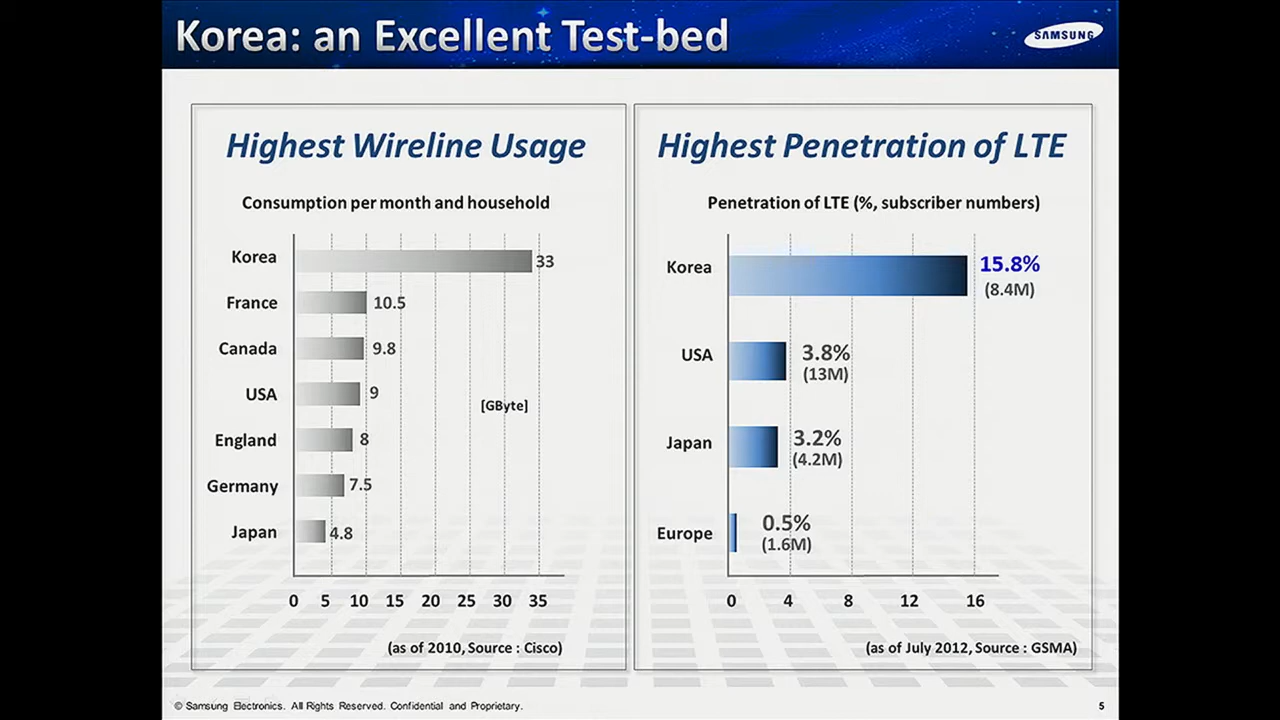 Korea: an Excellent Test-bed
SAMSUNG
Highest Wireline Usage
Consumption per month and household
Korea 33
France 10.5
Canada 9.8
USA 9
[GByte]
England 8
Germany 7.5
Japan 4.8
0 5 10 15 20 25 30 35
(as of 2010, Source : Cisco)
Highest Penetration of LTE
Penetration of LTE (%, subscriber numbers)
Korea 15.8%
(8.4M)
USA 3.8%
(13M)
Japan 3.2%
(4.2M)
Europe 0.5%
(1.6M)
0 4 8 12 16
(as of July 2012, Source : GSMA)
© Samsung Electronics. All Rights Reserved. Confidential and Proprietary.
5